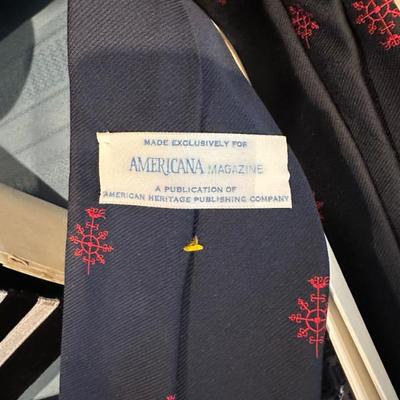 MADE EXCLUSIVELY FOR
AMERICANA MAGAZINE
A PUBLICATION OF
AMERICAN HERITAGE PUBLISHING COMPANY